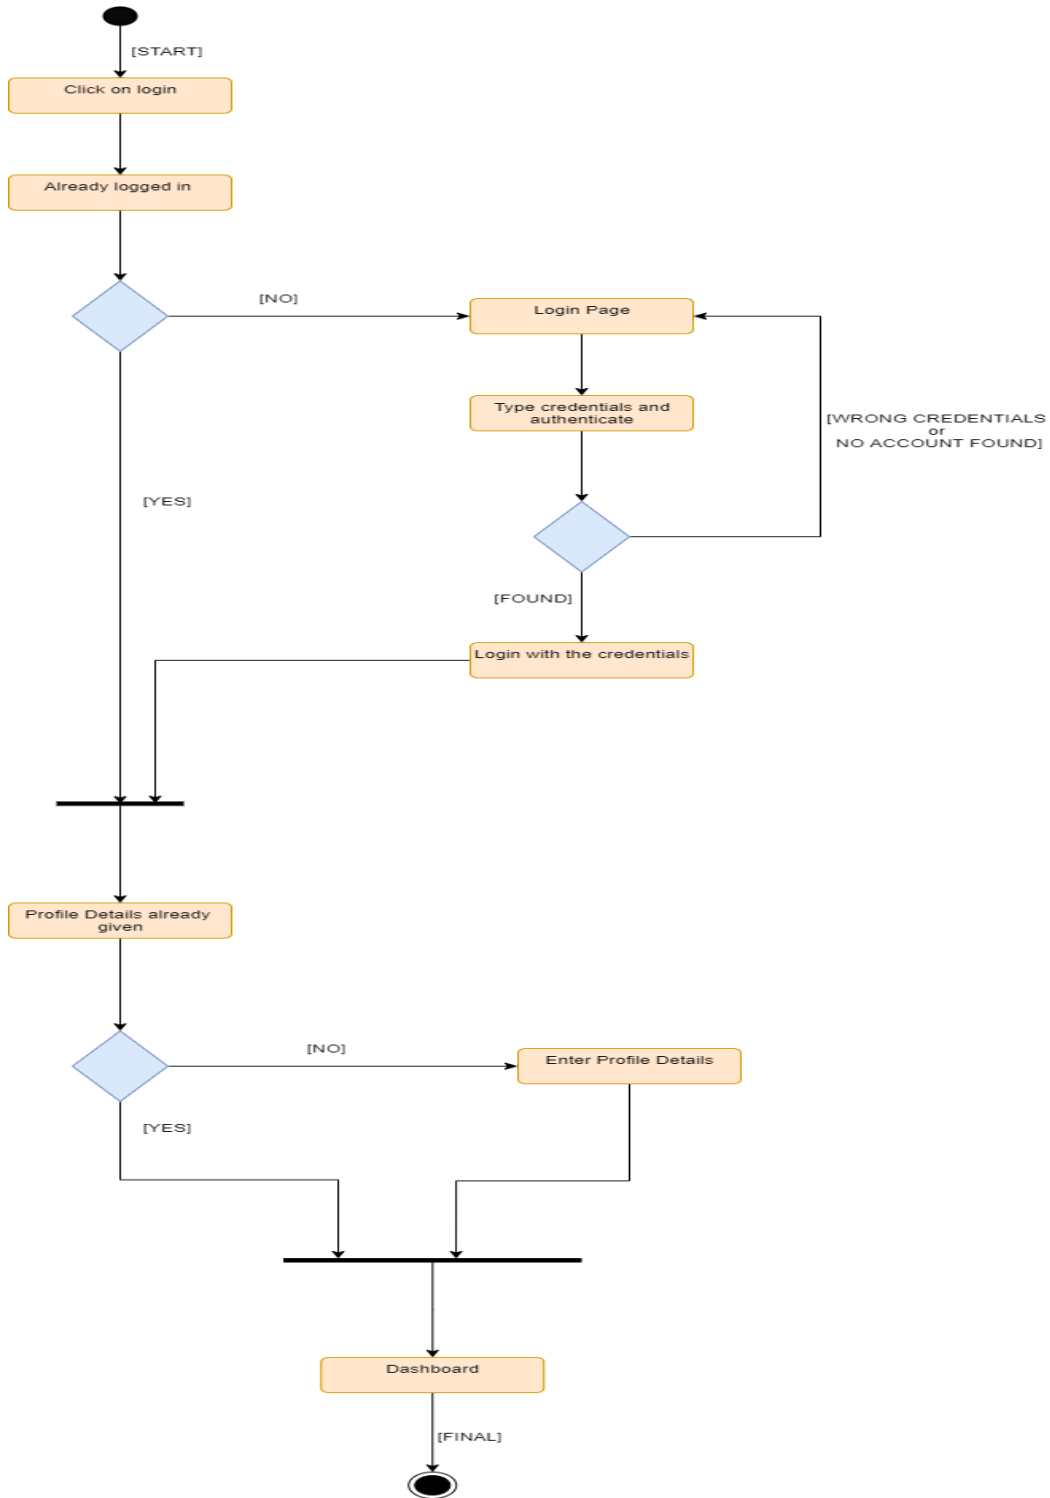 [START]
Click on login
Already logged in
[NO]
Login Page
Type credentials and
authenticate
[WRONG CREDENTIALS
or
NO ACCOUNT FOUND]
[YES]
[FOUND]
Login with the credentials
Profile Details already
given
[NO]
Enter Profile Details
[YES]
Dashboard
[FINAL]